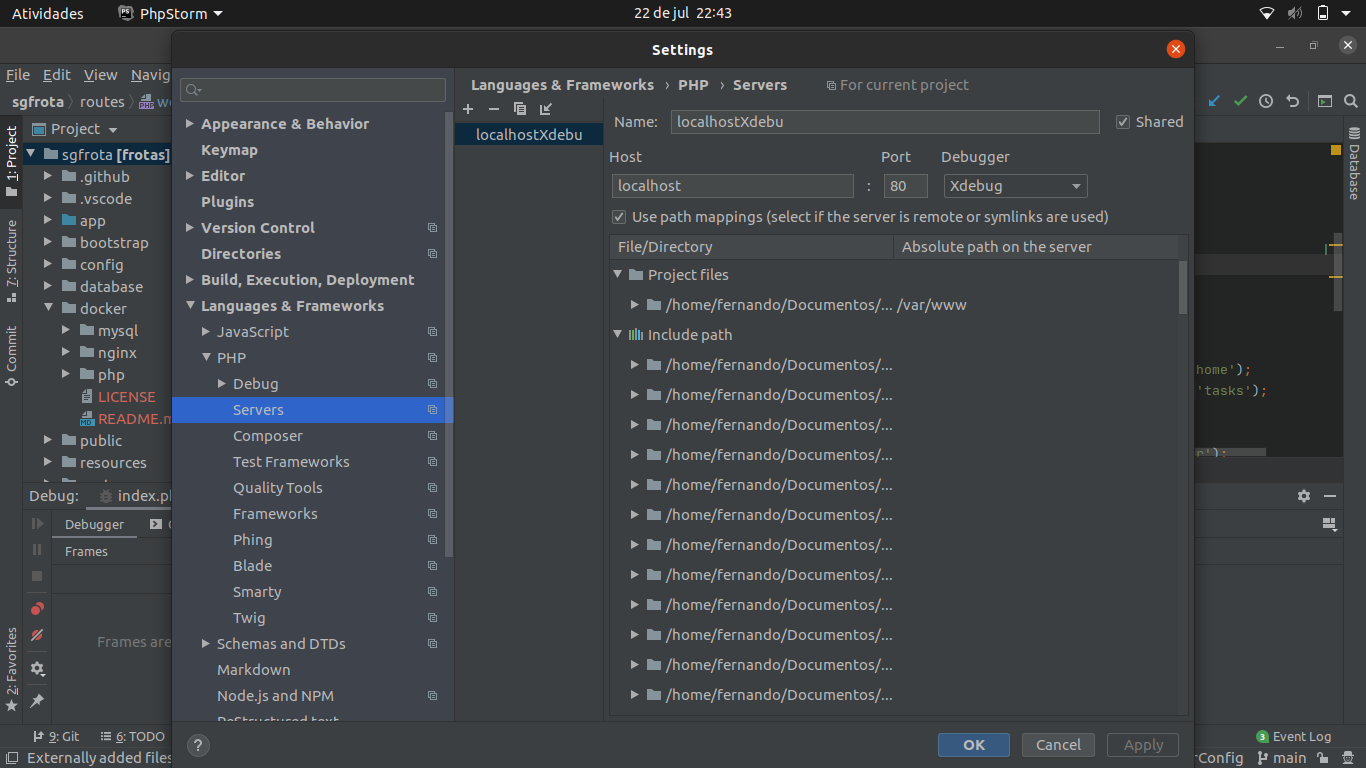 Atividades
PhpStorm
22 de jul 22:43
Settings
File Edit View Navig
sgfrota routes
Project
sgfrota [frotas]
.github
.vscode
app
bootstrap
config
database
docker
mysql
nginx
php
LICENSE
README.m
public
resources
1: Project
7: Structure
Commit
2: Favorites
Database
Appearance & Behavior
Keymap
Editor
Plugins
Version Control
Directories
Build, Execution, Deployment
Languages & Frameworks
JavaScript
PHP
Debug
Servers
Composer
Test Frameworks
Quality Tools
Frameworks
Phing
Blade
Smarty
Twig
Schemas and DTDs
Markdown
Node.js and NPM
ReStructured text
Languages & Frameworks › PHP › Servers
For current project
localhostXdebu
Name: localhostXdebu
Shared
Host Port Debugger
localhost : 80 Xdebug
Use path mappings (select if the server is remote or symlinks are used)
File/Directory Absolute path on the server
Project files
/home/fernando/Documentos/... /var/www
Include path
/home/fernando/Documentos/...
/home/fernando/Documentos/...
/home/fernando/Documentos/...
/home/fernando/Documentos/...
/home/fernando/Documentos/...
/home/fernando/Documentos/...
/home/fernando/Documentos/...
/home/fernando/Documentos/...
/home/fernando/Documentos/...
/home/fernando/Documentos/...
/home/fernando/Documentos/...
/home/fernando/Documentos/...
home');
'tasks');
r');
Debug: index.ph
Debugger
Frames
Frames are
? OK Cancel Apply
9: Git 6: TODO
3 Event Log
Externally added files
rConfig main